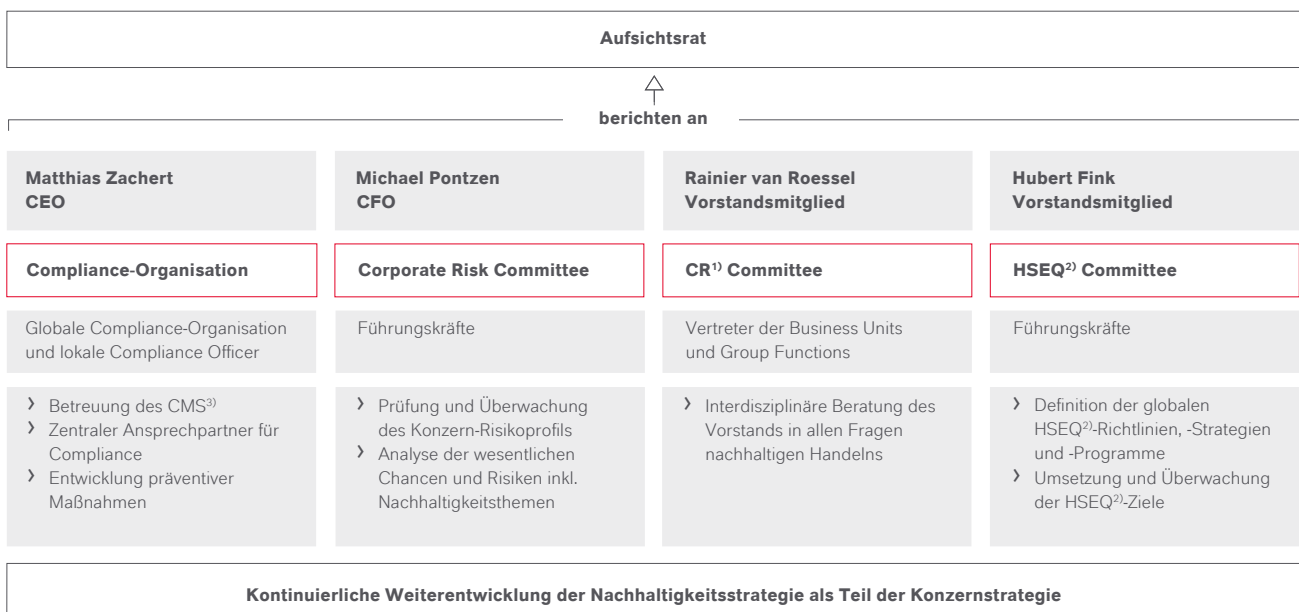 Aufsichtsrat
berichten an
Matthias Zachert
CEO
Michael Pontzen
CFO
Rainier van Roessel
Vorstandsmitglied
Hubert Fink
Vorstandsmitglied
Compliance-Organisation
Corporate Risk Committee
CR¹⁾ Committee
HSEQ²⁾ Committee
Globale Compliance-Organisation
und lokale Compliance Officer
Führungskräfte
Vertreter der Business Units
und Group Functions
Führungskräfte
› Betreuung des CMS³⁾
› Zentraler Ansprechpartner für
Compliance
› Entwicklung präventiver
Maßnahmen
› Prüfung und Überwachung
des Konzern-Risikoprofils
› Analyse der wesentlichen
Chancen und Risiken inkl.
Nachhaltigkeitsthemen
› Interdisziplinäre Beratung des
Vorstands in allen Fragen
nachhaltigen Handelns
› Definition der globalen
HSEQ²⁾-Richtlinien, -Strategien
und -Programme
› Umsetzung und Überwachung
der HSEQ²⁾-Ziele
Kontinuierliche Weiterentwicklung der Nachhaltigkeitsstrategie als Teil der Konzernstrategie